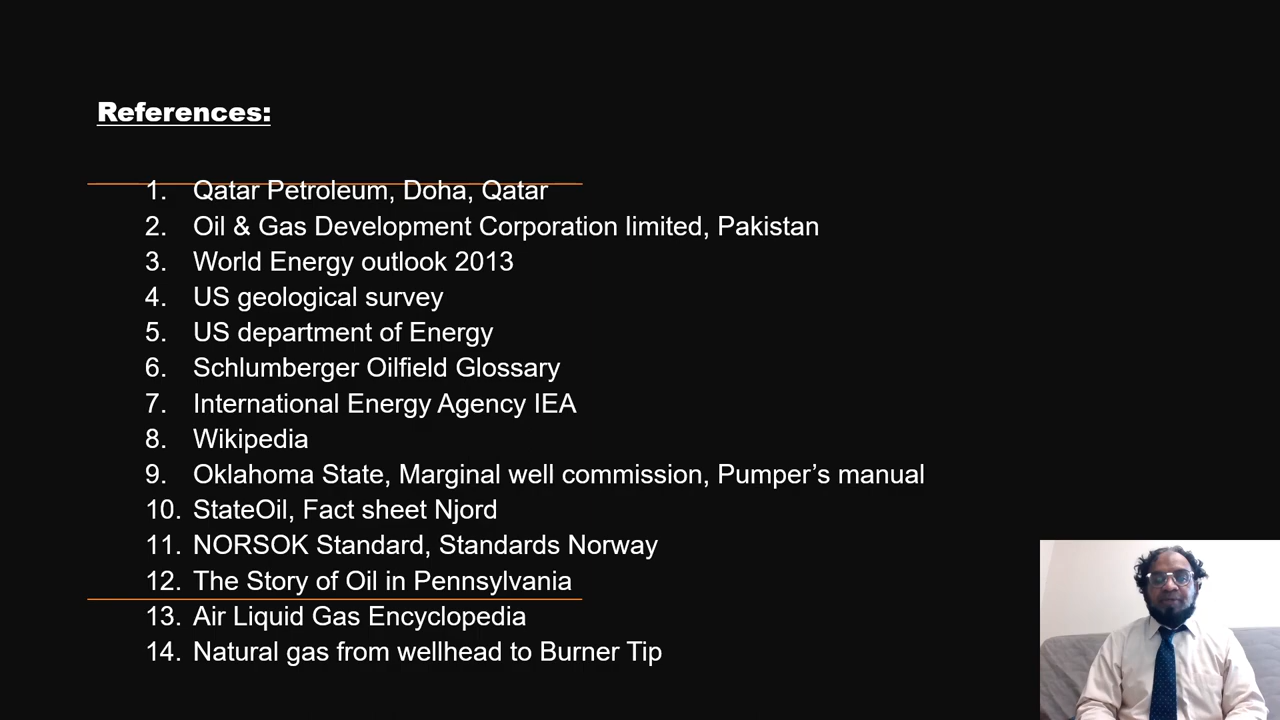 References:
1. Qatar Petroleum, Doha, Qatar
2. Oil & Gas Development Corporation limited, Pakistan
3. World Energy outlook 2013
4. US geological survey
5. US department of Energy
6. Schlumberger Oilfield Glossary
7. International Energy Agency IEA
8. Wikipedia
9. Oklahoma State, Marginal well commission, Pumper’s manual
10. StateOil, Fact sheet Njord
11. NORSOK Standard, Standards Norway
12. The Story of Oil in Pennsylvania
13. Air Liquid Gas Encyclopedia
14. Natural gas from wellhead to Burner Tip